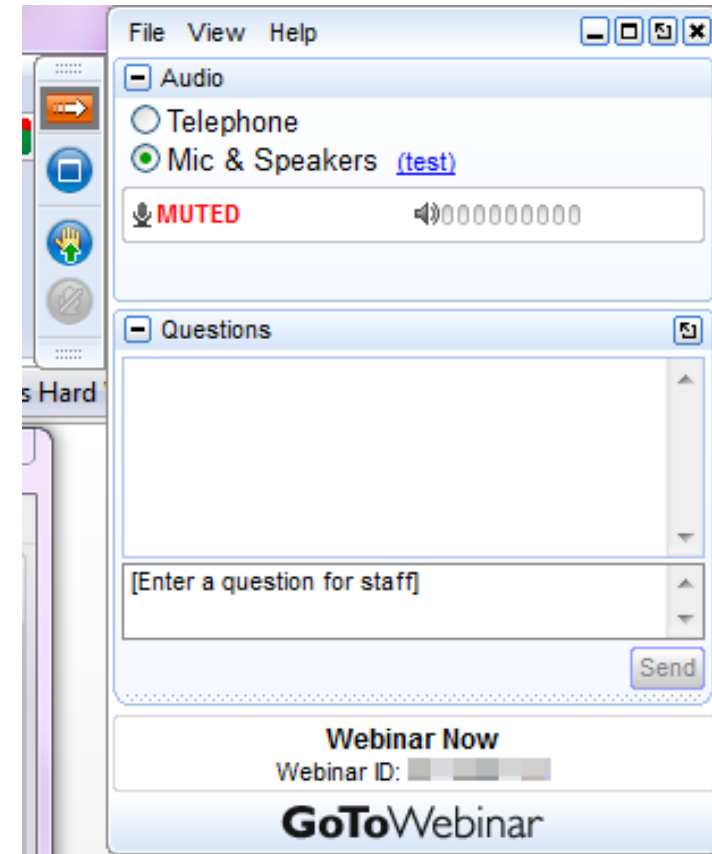 File View Help
Audio
Telephone
Mic & Speakers (test)
MUTED
Questions
s Hard
[Enter a question for staff]
Send
Webinar Now
Webinar ID:
GoToWebinar